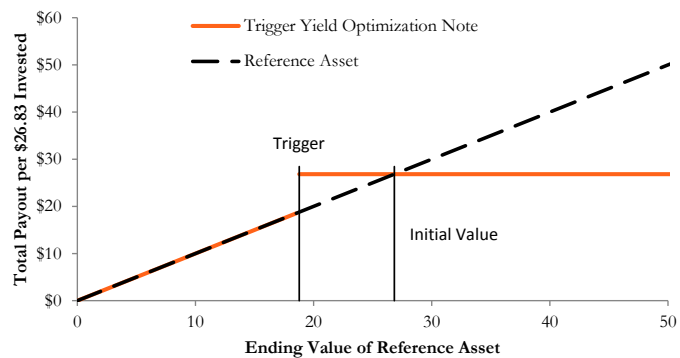 $60
$50
$40
$30
$20
$10
$0
Total Payout per $26.83 Invested
Trigger Yield Optimization Note
Reference Asset
Trigger
Initial Value
0
10
20
30
40
50
Ending Value of Reference Asset